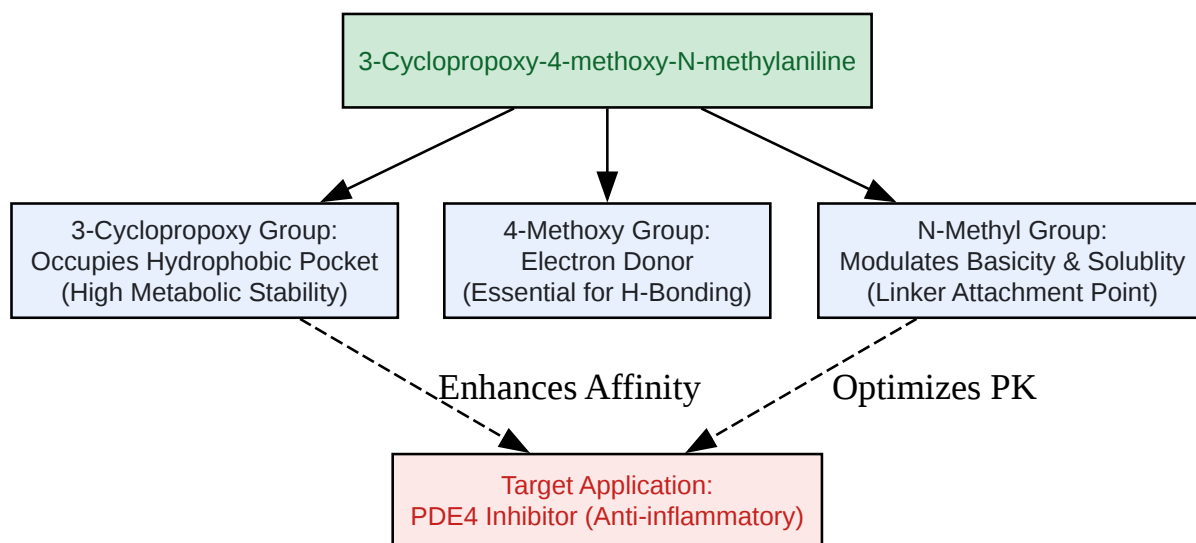 3-Cyclopropoxy-4-methoxy-N-methylaniline
3-Cyclopropoxy Group:
Occupies Hydrophobic Pocket
(High Metabolic Stability)
4-Methoxy Group:
Electron Donor
(Essential for H-Bonding)
N-Methyl Group:
Modulates Basicity & Solublity
(Linker Attachment Point)
Enhances Affinity
Optimizes PK
Target Application:
PDE4 Inhibitor (Anti-inflammatory)